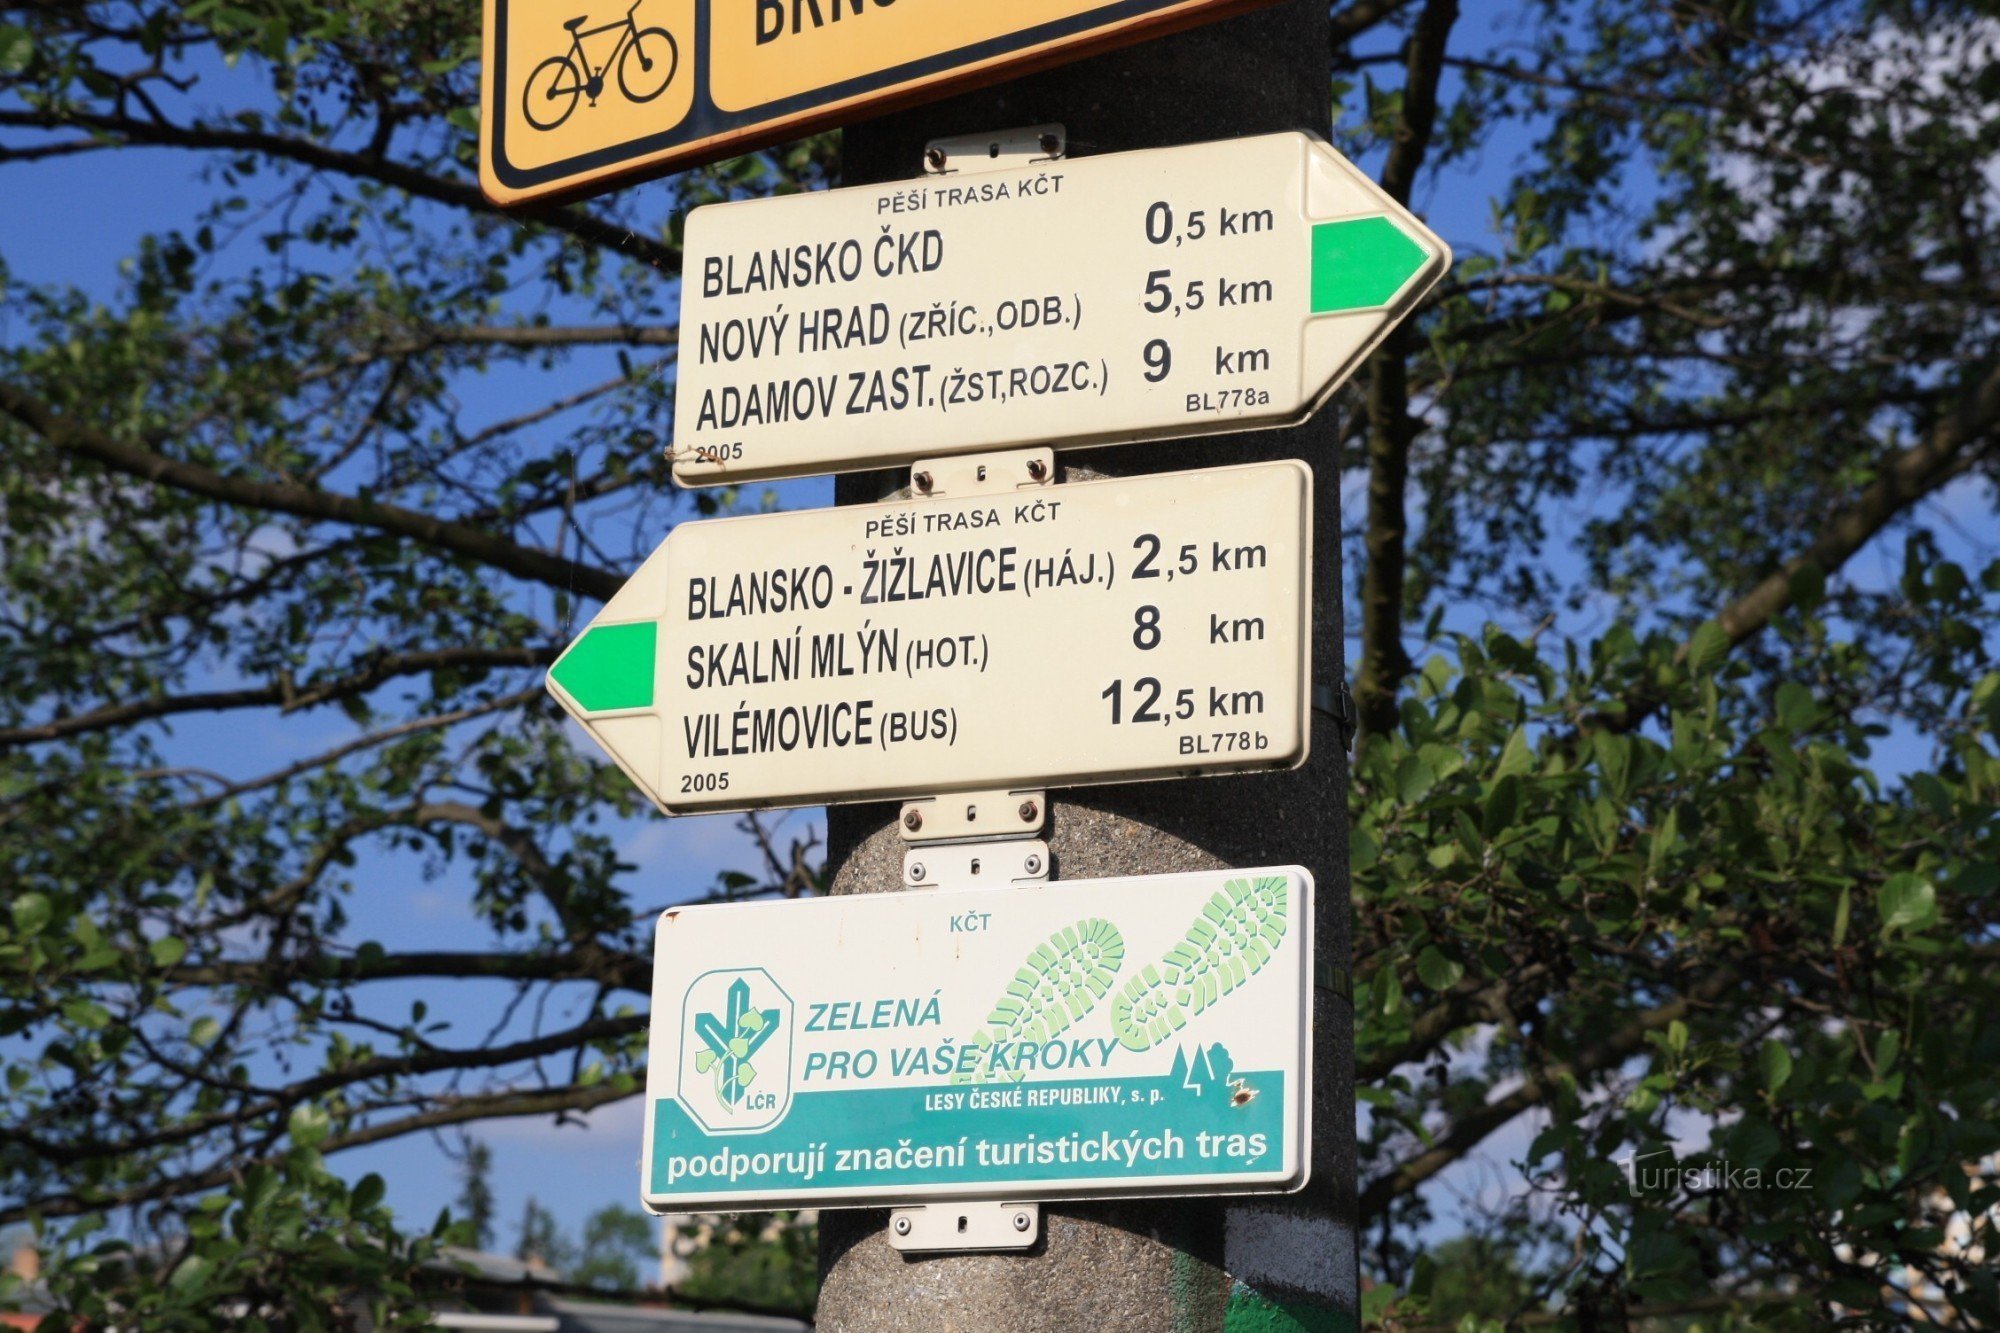 PĚŠÍ TRASA KČT
BLANSKO ČKD 0,5 km
NOVÝ HRAD (ZŘÍC.,ODB.) 5,5 km
ADAMOV ZAST.(ŽST,ROZC.) 9 km
2005 BL778a
PĚŠÍ TRASA KČT
BLANSKO - ŽIŽLAVICE (HÁJ.) 2,5 km
SKALNÍ MLÝN (HOT.) 8 km
VILÉMOVICE (BUS) 12,5 km
2005 BL778b
KČT
ZELENÁ
PRO VAŠE KROKY
LČR
LESY ČESKÉ REPUBLIKY, s. p.
podporují značení turistických tras
Turistika.cz